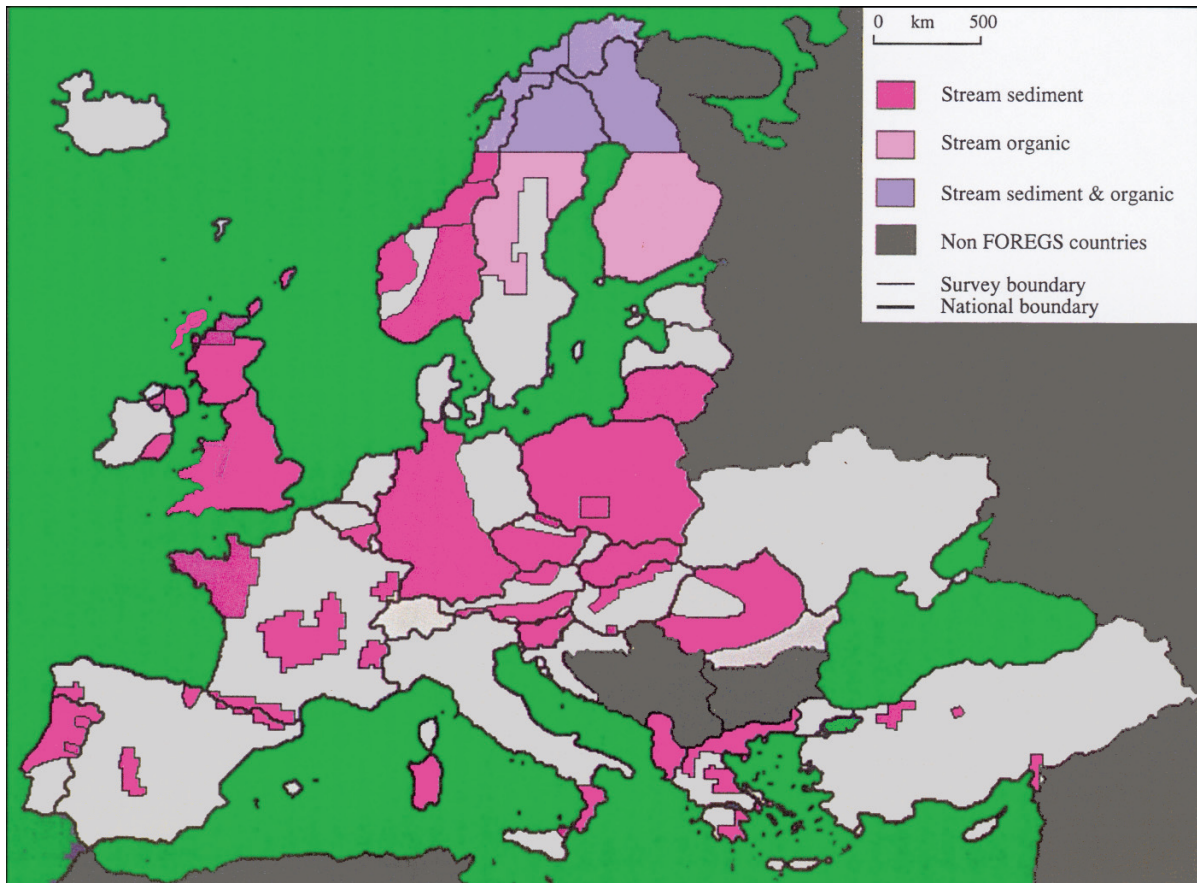 0 km 500
Stream sediment
Stream organic
Stream sediment & organic
Non FOREGS countries
Survey boundary
National boundary